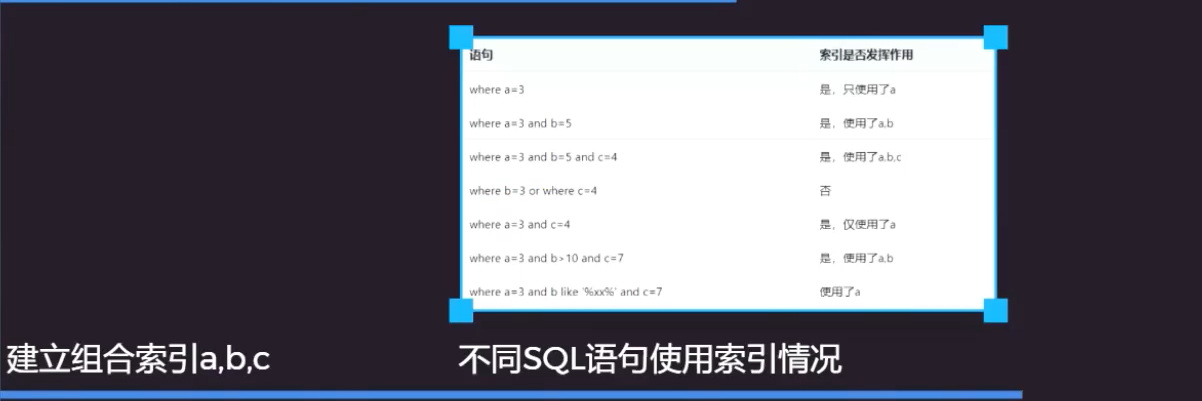 语句 索引是否发挥作用
where a=3 是，只使用了a
where a=3 and b=5 是，使用了a,b
where a=3 and b=5 and c=4 是，使用了a.b,c
where b=3 or where c=4 否
where a=3 and c=4 是，仅使用了a
where a=3 and b>10 and c=7 是，使用了a,b
where a=3 and b like '%xx%' and c=7 使用了a
建立组合索引a,b,c 不同SQL语句使用索引情况